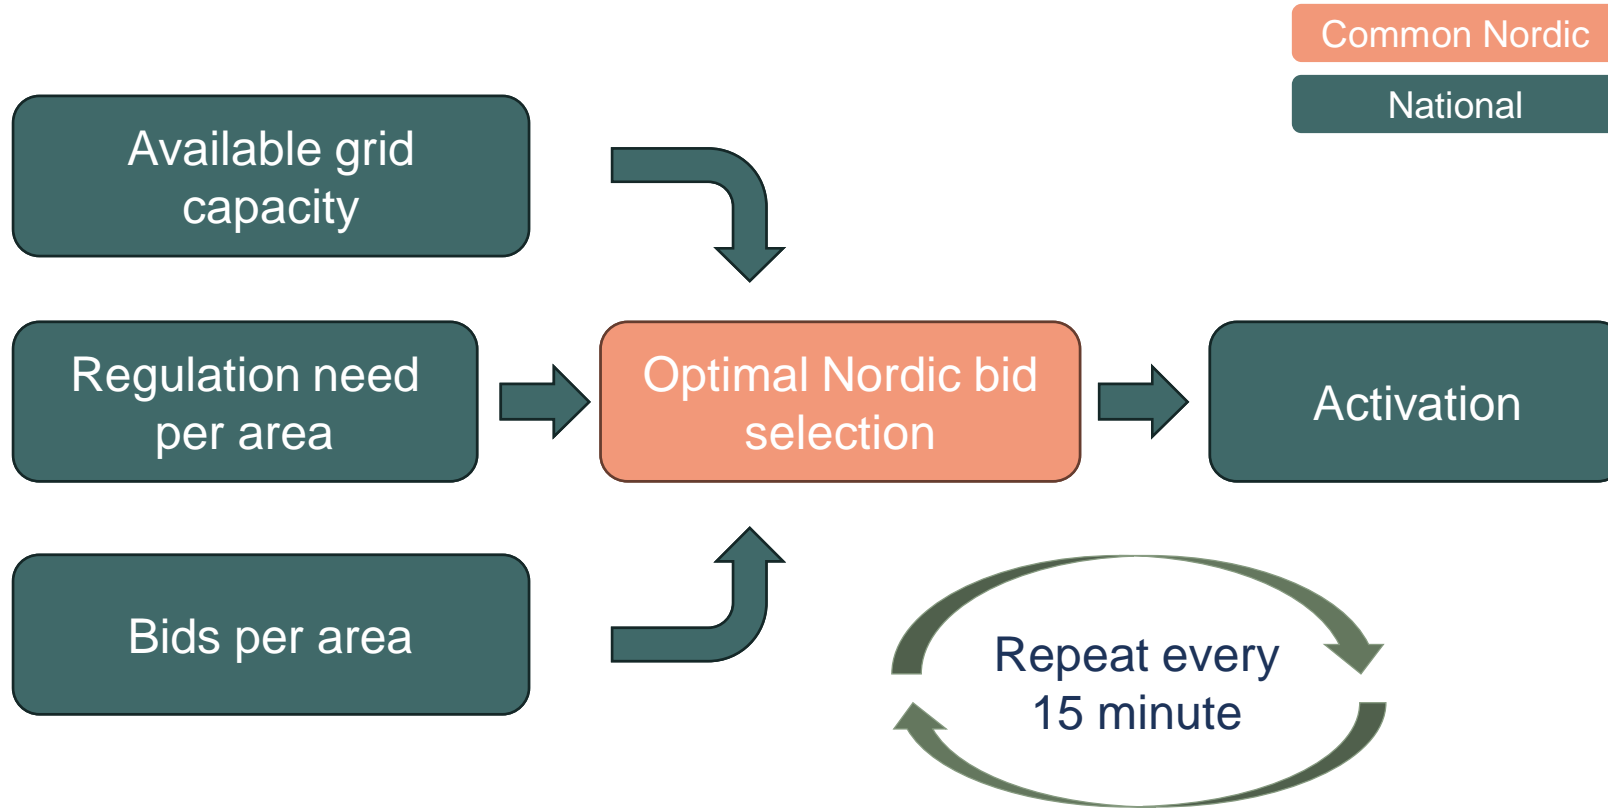 Common Nordic
National
Available grid
capacity
Regulation need
per area
Optimal Nordic bid
selection
Activation
Bids per area
Repeat every
15 minute